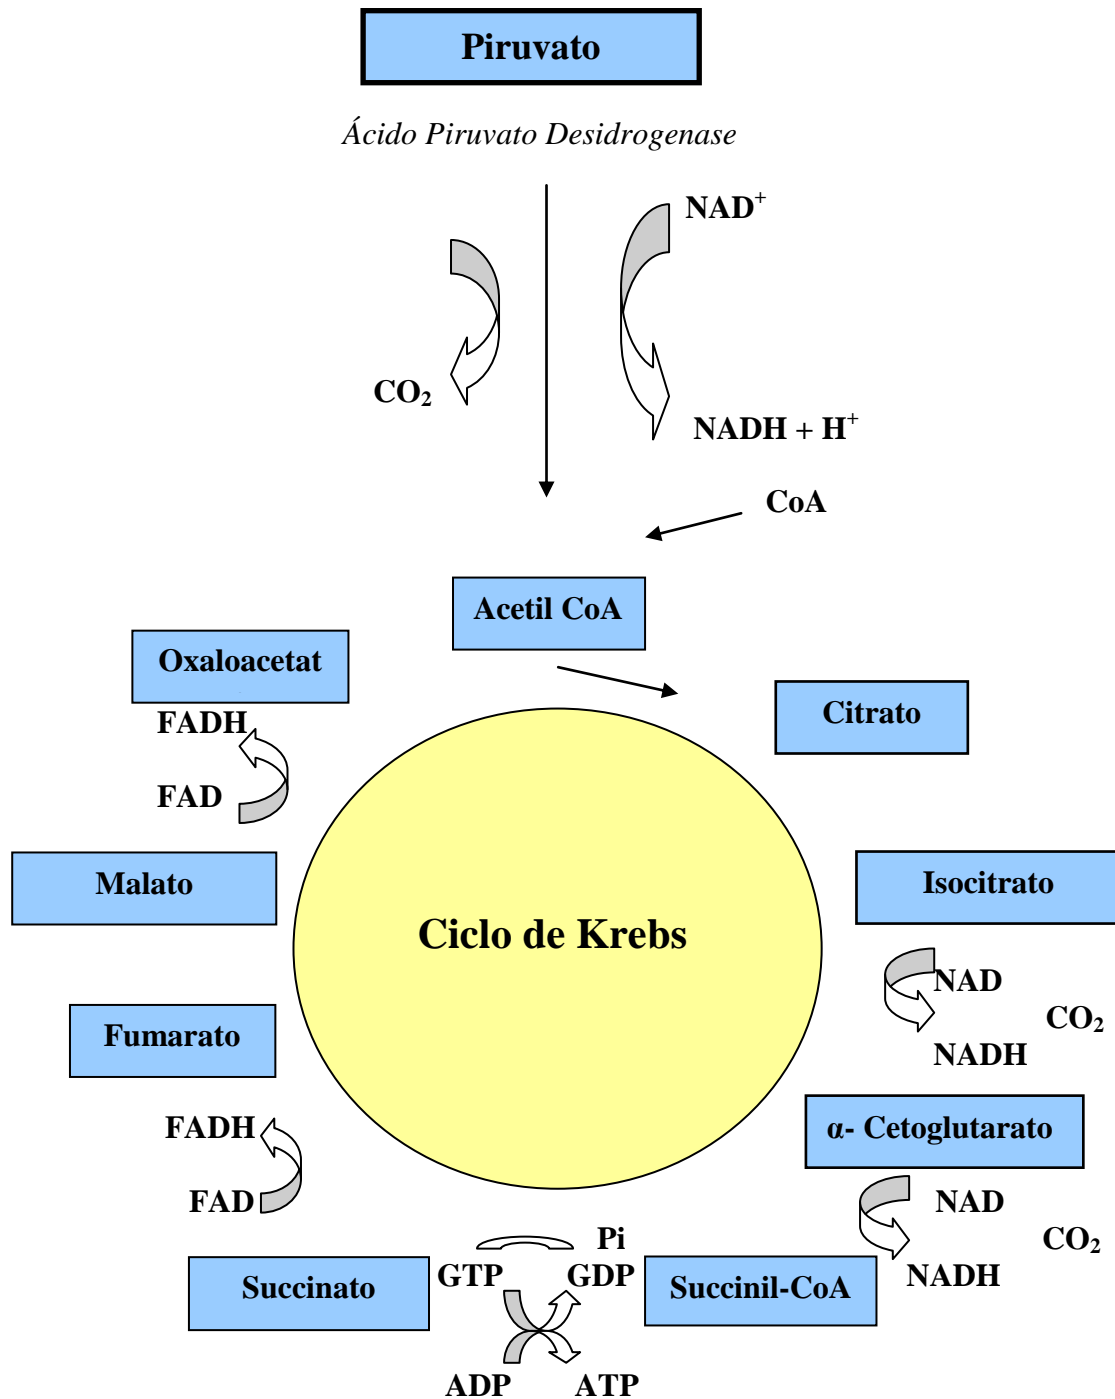 Piruvato
Ácido Piruvato Desidrogenase
NAD⁺
CO₂
NADH + H⁺
CoA
Acetil CoA
Oxaloacetat
Citrato
FADH
FAD
Malato
Isocitrato
Ciclo de Krebs
NAD
CO₂
NADH
Fumarato
α- Cetoglutarato
FADH
FAD
NAD
CO₂
NADH
Pi
Succinato
GTP GDP
Succinil-CoA
ADP ATP